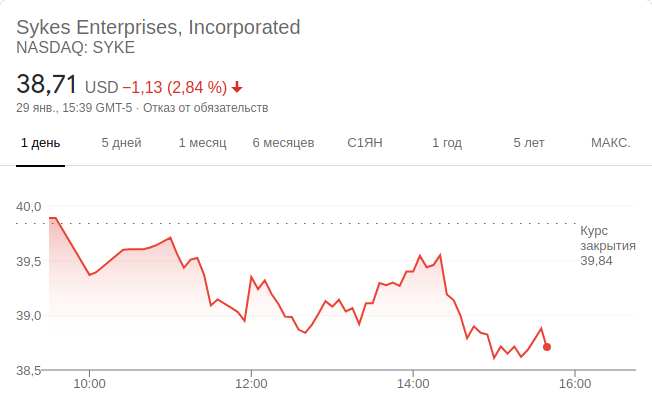 Sykes Enterprises, Incorporated
NASDAQ: SYKE
38,71 USD −1,13 (2,84 %)
29 янв., 15:39 GMT-5 · Отказ от обязательств
1 день 5 дней 1 месяц 6 месяцев С1ЯН 1 год 5 лет МАКС.
40,0
Курс
закрытия
39,84
39,5
39,0
38,5
10:00 12:00 14:00 16:00